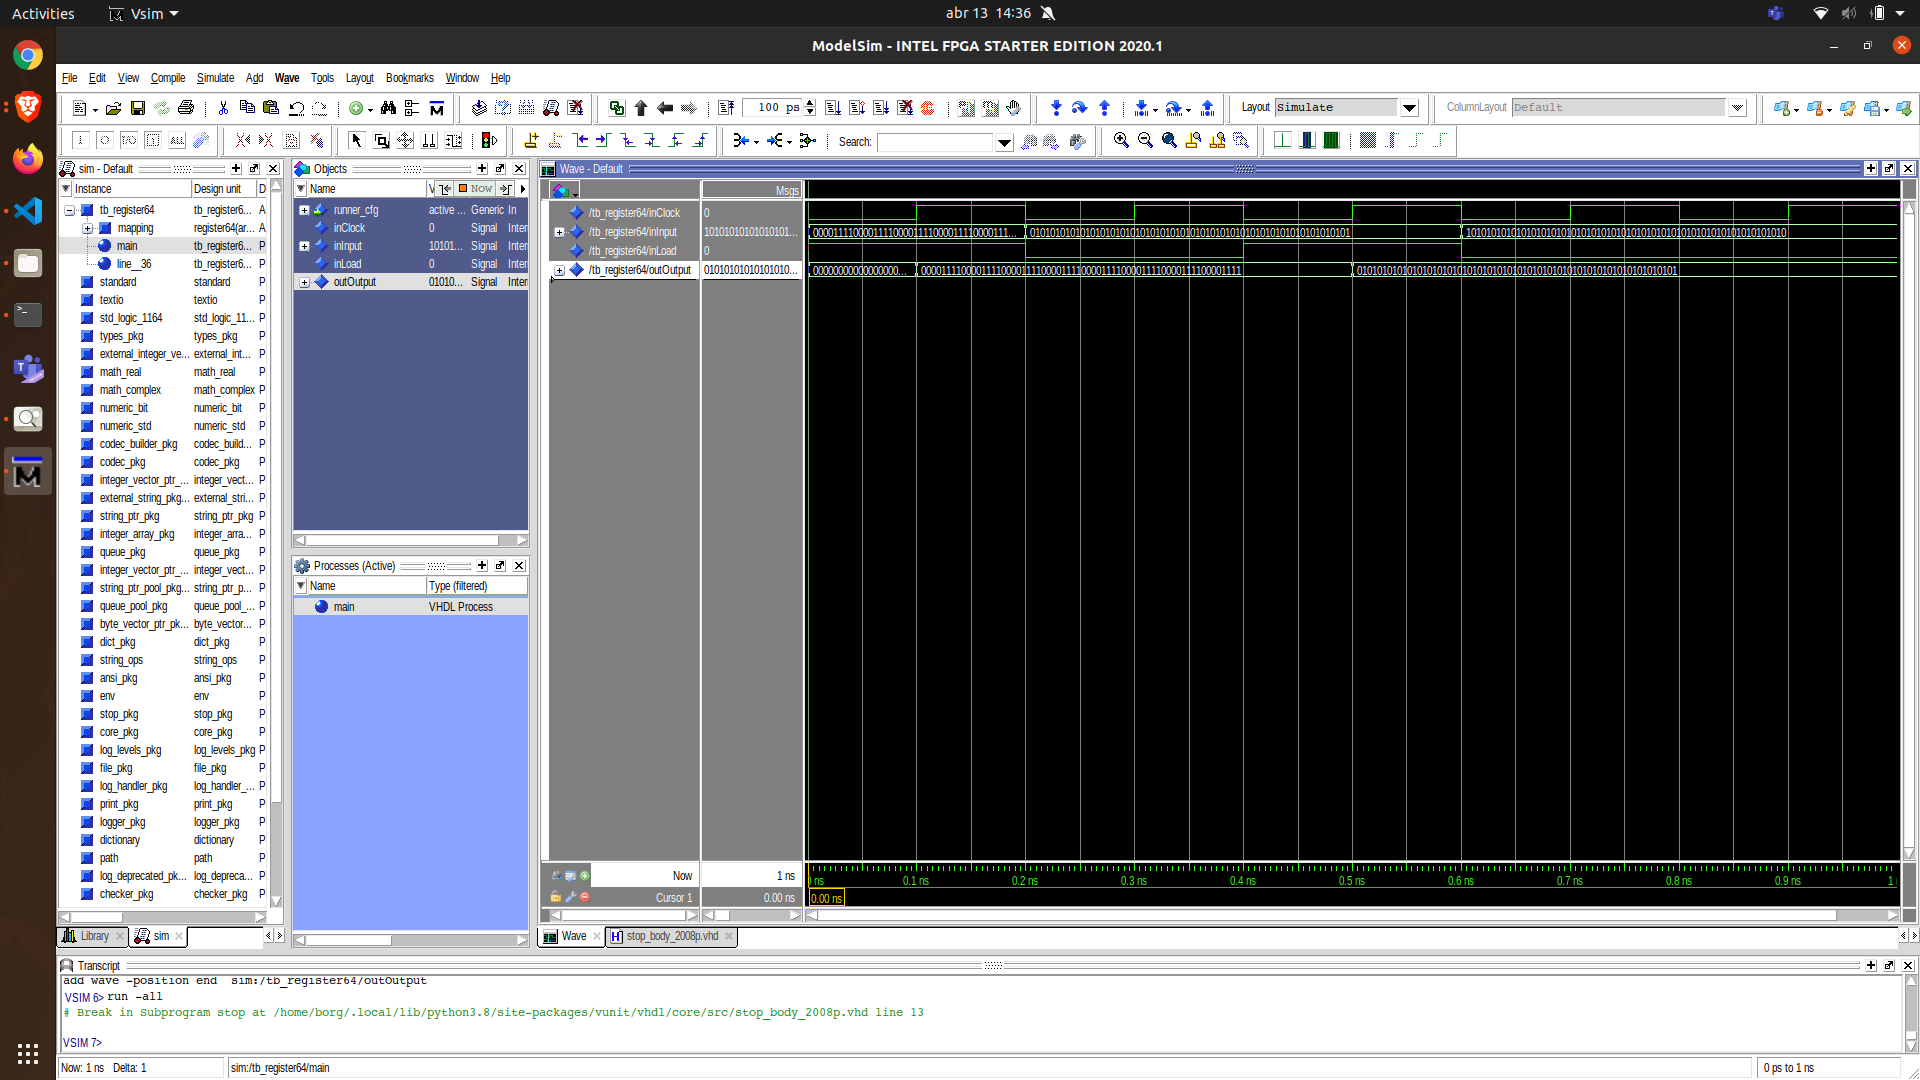 Activities
Vsim
abr 13 14:36
ModelSim - INTEL FPGA STARTER EDITION 2020.1
File Edit View Compile Simulate Add Wave Tools Layout Bookmarks Window Help
100 ps
Layout Simulate
ColumnLayout Default
Search:
sim - Default
Instance Design unit D
tb_register64 tb_register6... A
mapping register64(ar... A
main tb_register6... P
line__36 tb_register6... P
standard standard P
textio textio P
std_logic_1164 std_logic_11... P
types_pkg types_pkg P
external_integer_ve... external_int... P
math_real math_real P
math_complex math_complex P
numeric_bit numeric_bit P
numeric_std numeric_std P
codec_builder_pkg codec_build... P
codec_pkg codec_pkg P
integer_vector_ptr_... integer_vect... P
external_string_pkg... external_stri... P
string_ptr_pkg string_ptr_pkg P
integer_array_pkg integer_arra... P
queue_pkg queue_pkg P
integer_vector_ptr_... integer_vect... P
string_ptr_pool_pkg... string_ptr_p... P
queue_pool_pkg queue_pool_... P
byte_vector_ptr_pk... byte_vector... P
dict_pkg dict_pkg P
string_ops string_ops P
ansi_pkg ansi_pkg P
env env P
stop_pkg stop_pkg P
core_pkg core_pkg P
log_levels_pkg log_levels_pkg P
file_pkg file_pkg P
log_handler_pkg log_handler_... P
print_pkg print_pkg P
logger_pkg logger_pkg P
dictionary dictionary P
path path P
log_deprecated_pk... log_depreca... P
checker_pkg checker_pkg P
Library sim
Objects
Name V Now
runner_cfg active ... Generic In
inClock 0 Signal Inter
inInput 10101... Signal Inter
inLoad 0 Signal Inter
outOutput 01010... Signal Inter
Processes (Active)
Name Type (filtered)
main VHDL Process
Wave - Default
Msgs
/tb_register64/inClock 0
/tb_register64/inInput
/tb_register64/inLoad 0
/tb_register64/outOutput
Now 1 ns
Cursor 1 0.00 ns
ns 0.1 ns 0.2 ns 0.3 ns 0.4 ns 0.5 ns 0.6 ns 0.7 ns 0.8 ns 0.9 ns 1
0.00 ns
Wave stop_body_2008p.vhd
Transcript
add wave -position end sim:/tb_register64/outOutput
VSIM 6> run -all
# Break in Subprogram stop at /home/borg/.local/lib/python3.8/site-packages/vunit/vhdl/core/src/stop_body_2008p.vhd line 13
VSIM 7>
Now: 1 ns Delta: 1
sim:/tb_register64/main
0 ps to 1 ns